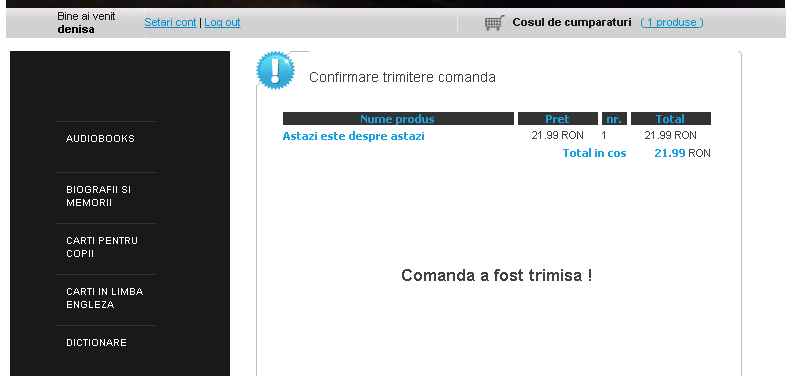 Bine ai venit
denisa
Setari cont | Log out
Cosul de cumparaturi ( 1 produse )
Confirmare trimitere comanda
Nume produs Pret nr. Total
Astazi este despre astazi 21.99 RON 1 21.99 RON
Total in cos 21.99 RON
Comanda a fost trimisa !
AUDIOBOOKS
BIOGRAFII SI
MEMORII
CARTI PENTRU
COPII
CARTI IN LIMBA
ENGLEZA
DICTIONARE